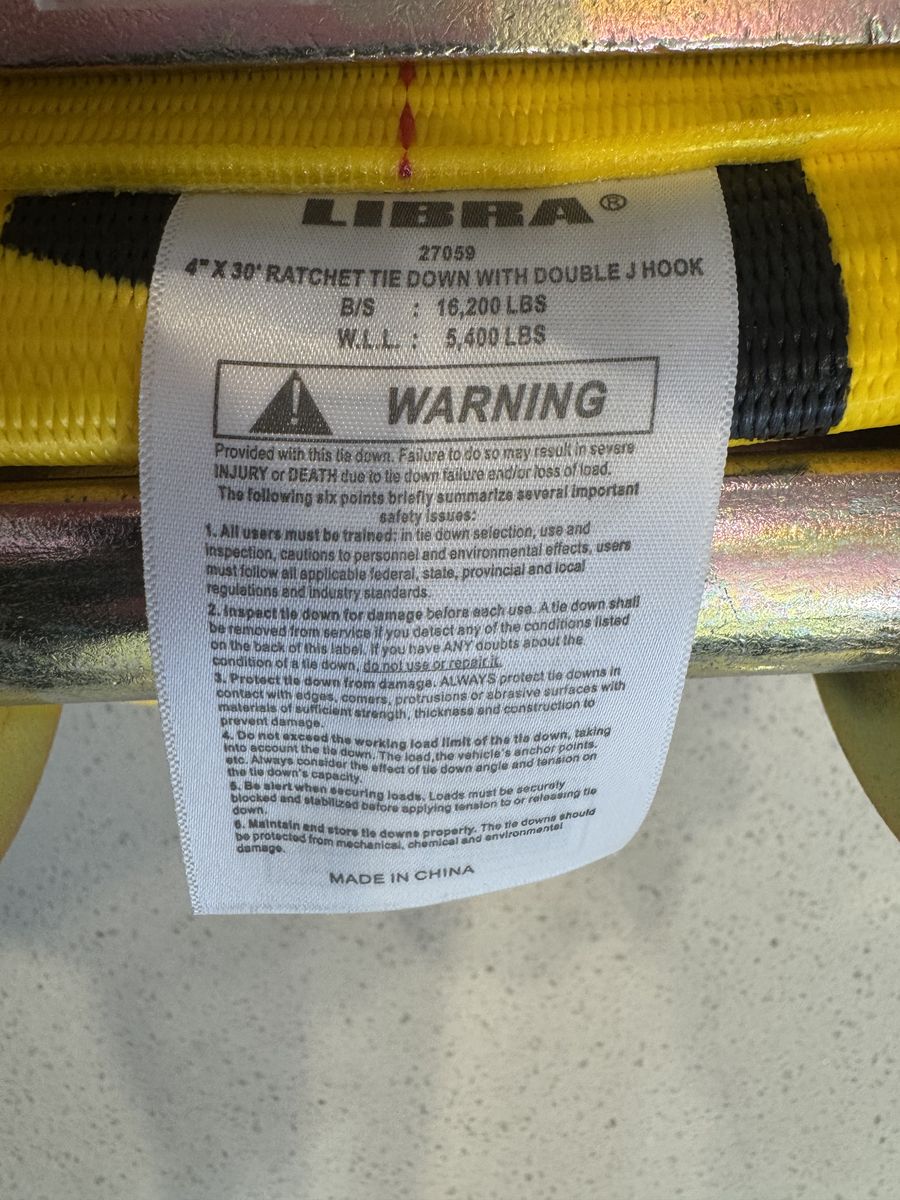 LIBRA®
27059
4" X 30' RATCHET TIE DOWN WITH DOUBLE J HOOK
B/S : 16,200 LBS
W.L.L. : 5,400 LBS
WARNING
Provided with this tie down. Failure to do so may result in severe
INJURY or DEATH due to tie down failure and/or loss of load.
The following six points briefly summarize several important
safety issues:
1. All users must be trained: in tie down selection, use and
inspection, cautions to personnel and environmental effects, users
must follow all applicable federal, state, provincial and local
regulations and industry standards.
2. Inspect tie down for damage before each use. A tie down shall
be removed from service if you detect any of the conditions listed
on the back of this label. If you have ANY doubts about the
condition of a tie down, do not use or repair it.
3. Protect tie down from damage. ALWAYS protect tie downs in
contact with edges, corners, protrusions or abrasive surfaces with
materials of sufficient strength, thickness and construction to
prevent damage.
4. Do not exceed the working load limit of the tie down, taking
into account the tie down. The load,the vehicle's anchor points.
etc. Always consider the effect of tie down angle and tension on
the tie down's capacity.
5. Be alert when securing loads. Loads must be securely
blocked and stabilized before applying tension to or releasing tie
down.
6. Maintain and store tie downs properly. The tie downs should
be protected from mechanical, chemical and environmental
damage.
MADE IN CHINA